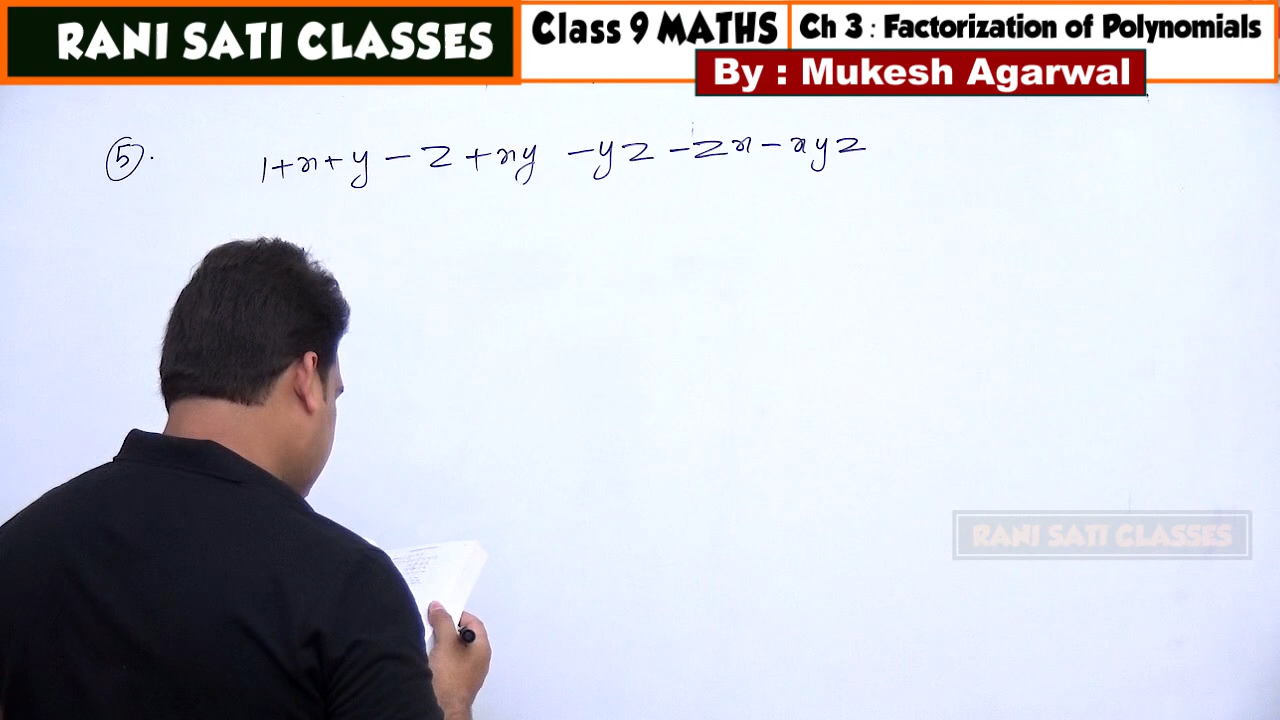 RANI SATI CLASSES
Class 9 MATHS
Ch 3 : Factorization of Polynomials
By : Mukesh Agarwal
5. 1+x+y-z+xy -yz-zx-xyz
RANI SATI CLASSES